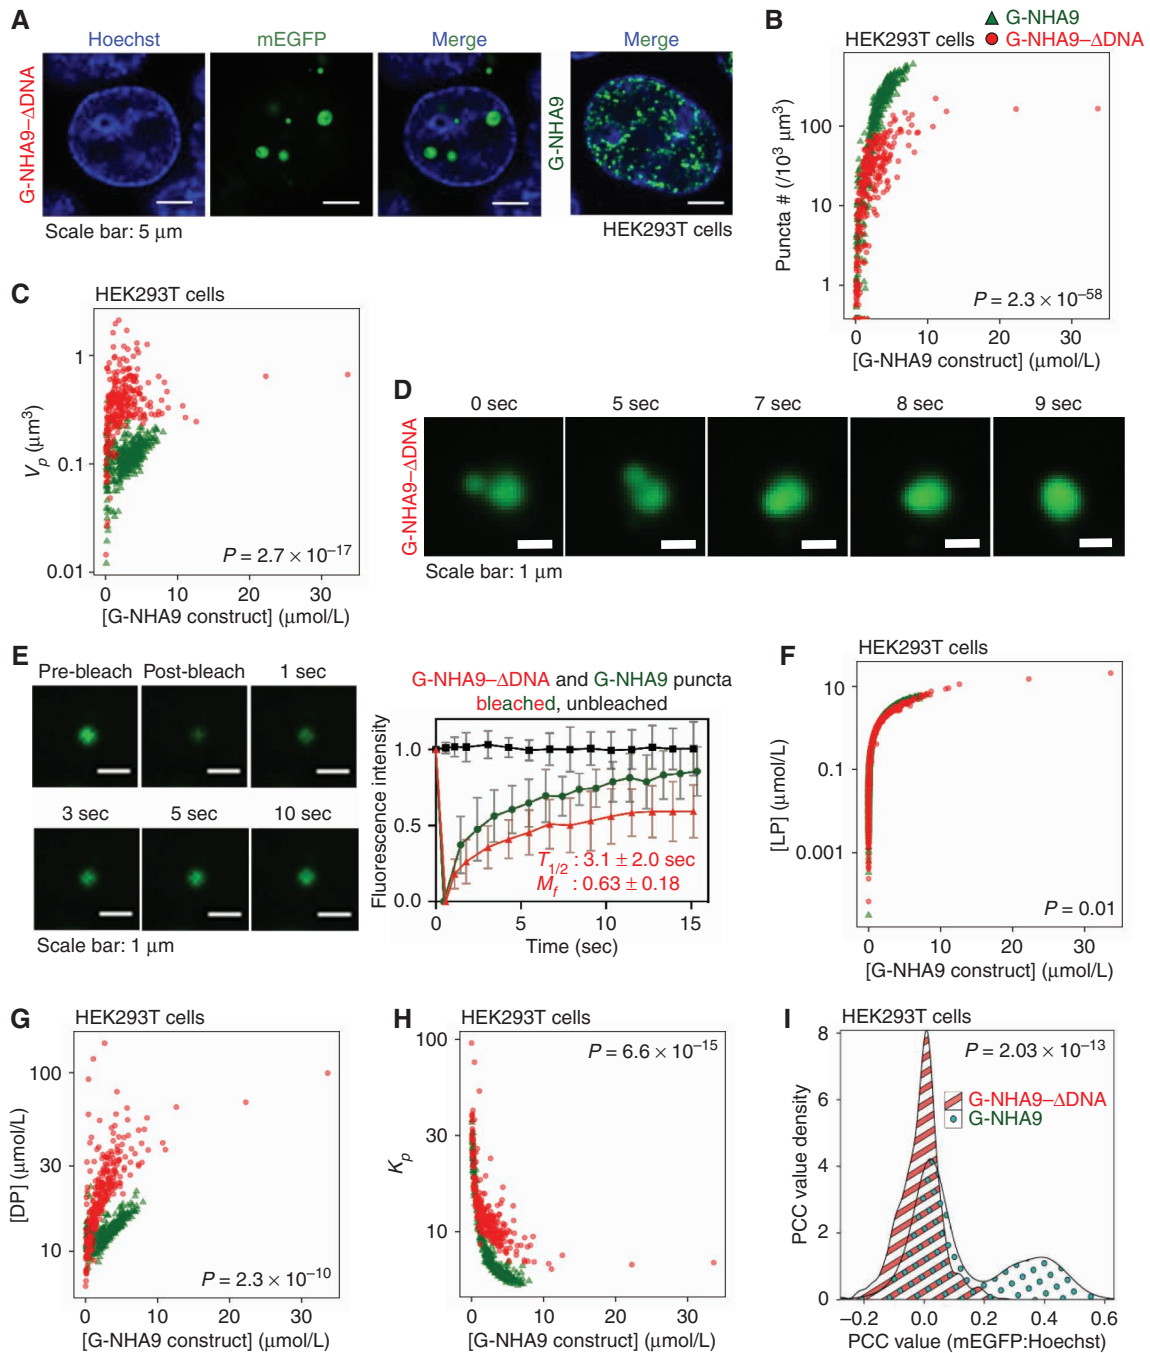 A
Hoechst
mEGFP
Merge
Merge
G-NHA9–ΔDNA
G-NHA9
Scale bar: 5 μm
HEK293T cells
B
G-NHA9
HEK293T cells
G-NHA9–ΔDNA
Puncta # (/10³ μm³)
100
10
1
P = 2.3 × 10⁻⁵⁸
0 10 20 30
[G-NHA9 construct] (μmol/L)
C
HEK293T cells
Vp (μm³)
1
0.1
0.01
P = 2.7 × 10⁻¹⁷
0 10 20 30
[G-NHA9 construct] (μmol/L)
D
0 sec
5 sec
7 sec
8 sec
9 sec
G-NHA9–ΔDNA
Scale bar: 1 μm
E
Pre-bleach
Post-bleach
1 sec
3 sec
5 sec
10 sec
Scale bar: 1 μm
G-NHA9–ΔDNA and G-NHA9 puncta
bleached, unbleached
Fluorescence intensity
1.0
0.5
0.0
T1/2 : 3.1 ± 2.0 sec
Mf : 0.63 ± 0.18
0 5 10 15
Time (sec)
F
HEK293T cells
[LP] (μmol/L)
10
0.1
0.001
P = 0.01
0 10 20 30
[G-NHA9 construct] (μmol/L)
G
HEK293T cells
[DP] (μmol/L)
100
30
10
P = 2.3 × 10⁻¹⁰
0 10 20 30
[G-NHA9 construct] (μmol/L)
H
HEK293T cells
Kp
100
30
10
P = 6.6 × 10⁻¹⁵
0 10 20 30
[G-NHA9 construct] (μmol/L)
I
HEK293T cells
PCC value density
8
6
4
2
0
P = 2.03 × 10⁻¹³
G-NHA9–ΔDNA
G-NHA9
−0.2 0.0 0.2 0.4 0.6
PCC value (mEGFP:Hoechst)